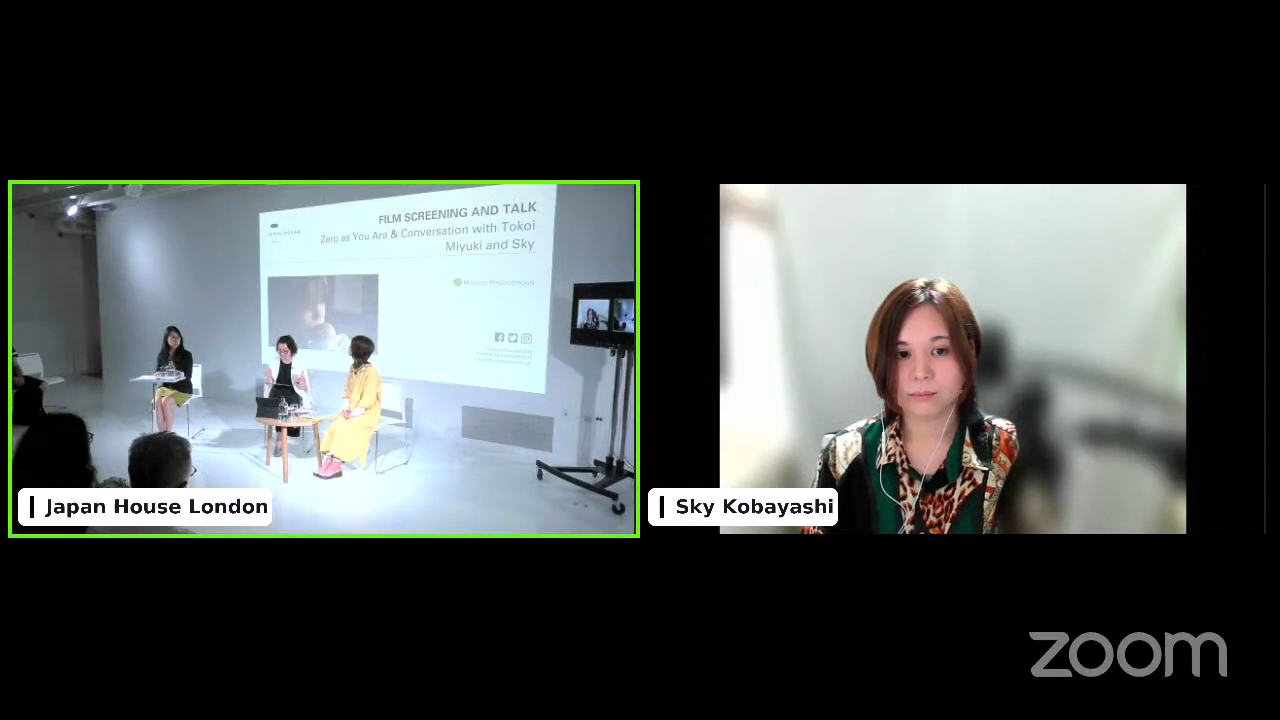 FILM SCREENING AND TALK
Zero as You Are & Conversation with Tokoi
Miyuki and Sky
Japan House London
Sky Kobayashi
zoom